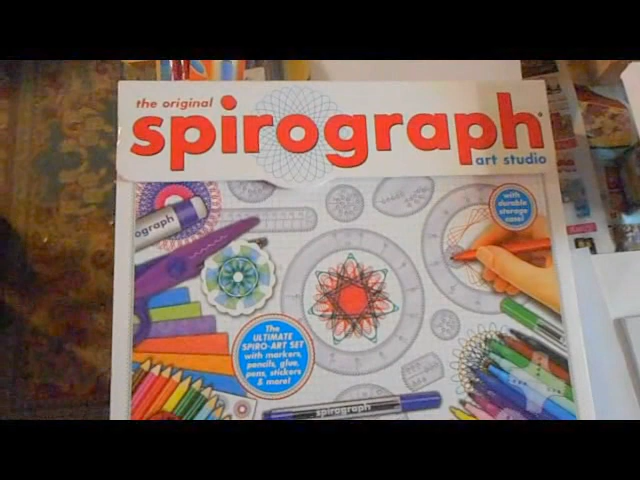 the original
spirograph®
art studio
with
durable
storage
case!
ograph
The
ULTIMATE
SPIRO-ART SET
with markers,
pencils, glue,
pens, stickers
& more!
spirograph